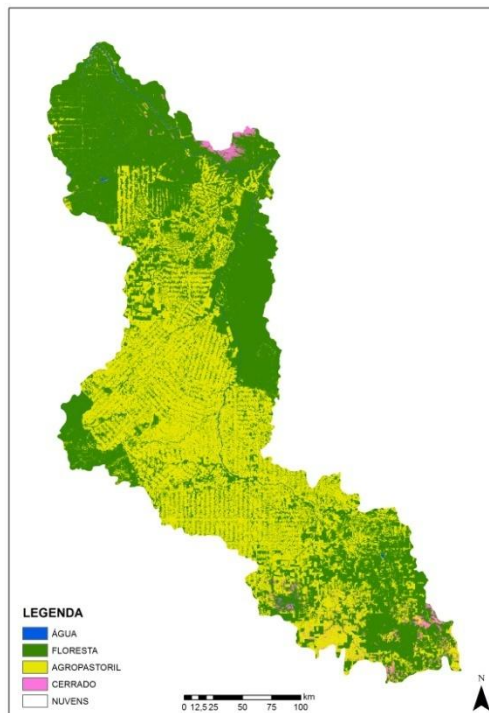 LEGENDA
ÁGUA
FLORESTA
AGROPASTORIL
CERRADO
NUVENS
km
0 12,5 25 50 75 100
N